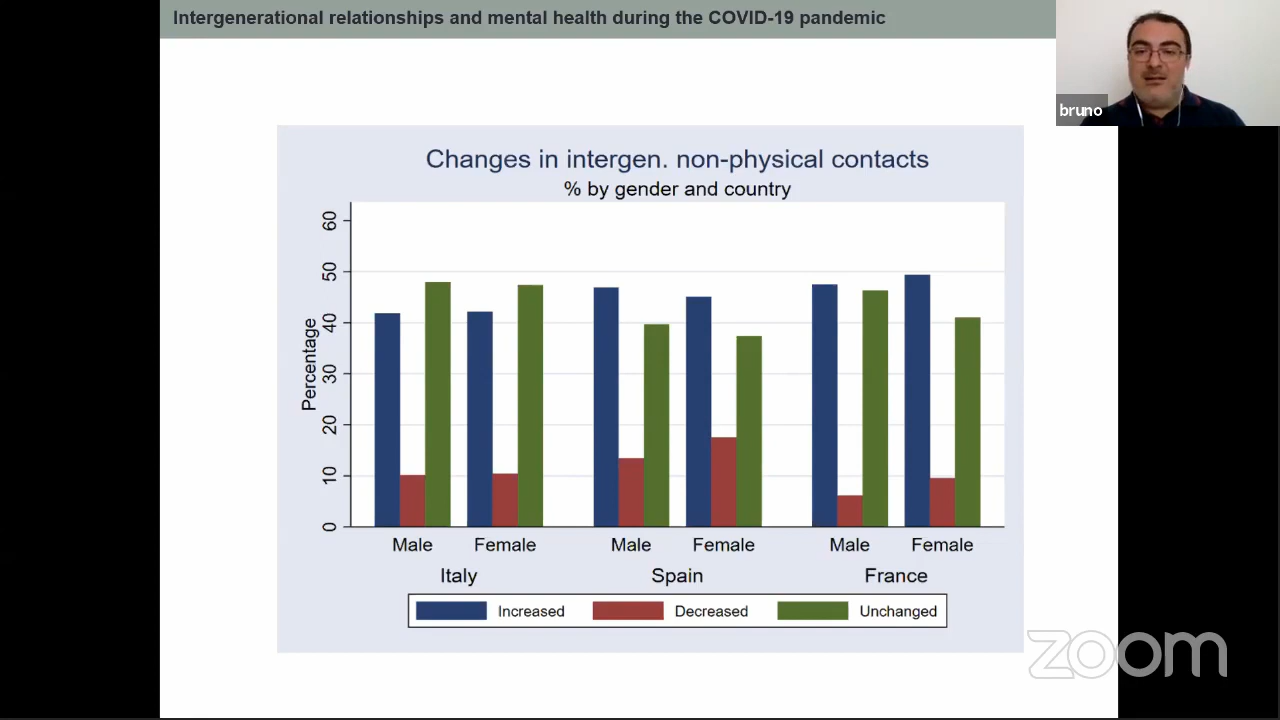 Intergenerational relationships and mental health during the COVID-19 pandemic
bruno
Changes in intergen. non-physical contacts
% by gender and country
Percentage
60
50
40
30
20
10
0
Male Female Male Female Male Female
Italy Spain France
Increased Decreased Unchanged
zoom